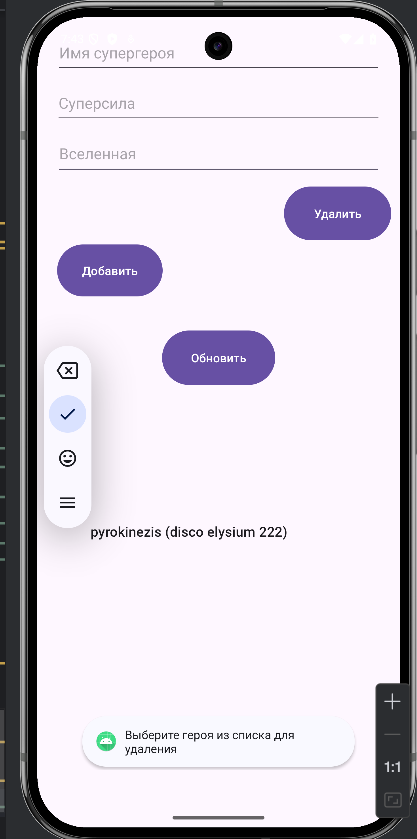 Имя супергероя
Суперсила
Вселенная
Удалить
Добавить
Обновить
pyrokinezis (disco elysium 222)
Выберите героя из списка для
удаления
1:1